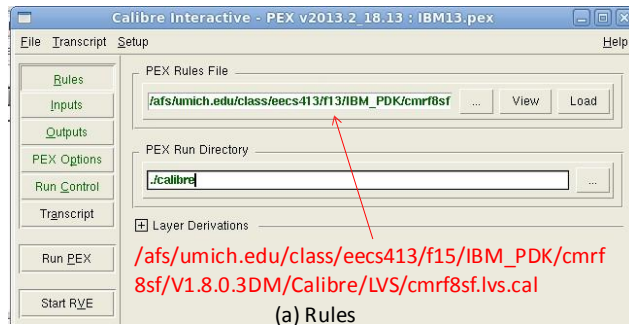 Calibre Interactive - PEX v2013.2_18.13 : IBM13.pex
File Transcript Setup Help
Rules
Inputs
Outputs
PEX Options
Run Control
Transcript
Run PEX
Start RVE
PEX Rules File
/afs/umich.edu/class/eecs413/f13/IBM_PDK/cmrf8sf ... View Load
PEX Run Directory
./calibre ...
+ Layer Derivations
/afs/umich.edu/class/eecs413/f15/IBM_PDK/cmrf
8sf/V1.8.0.3DM/Calibre/LVS/cmrf8sf.lvs.cal
(a) Rules